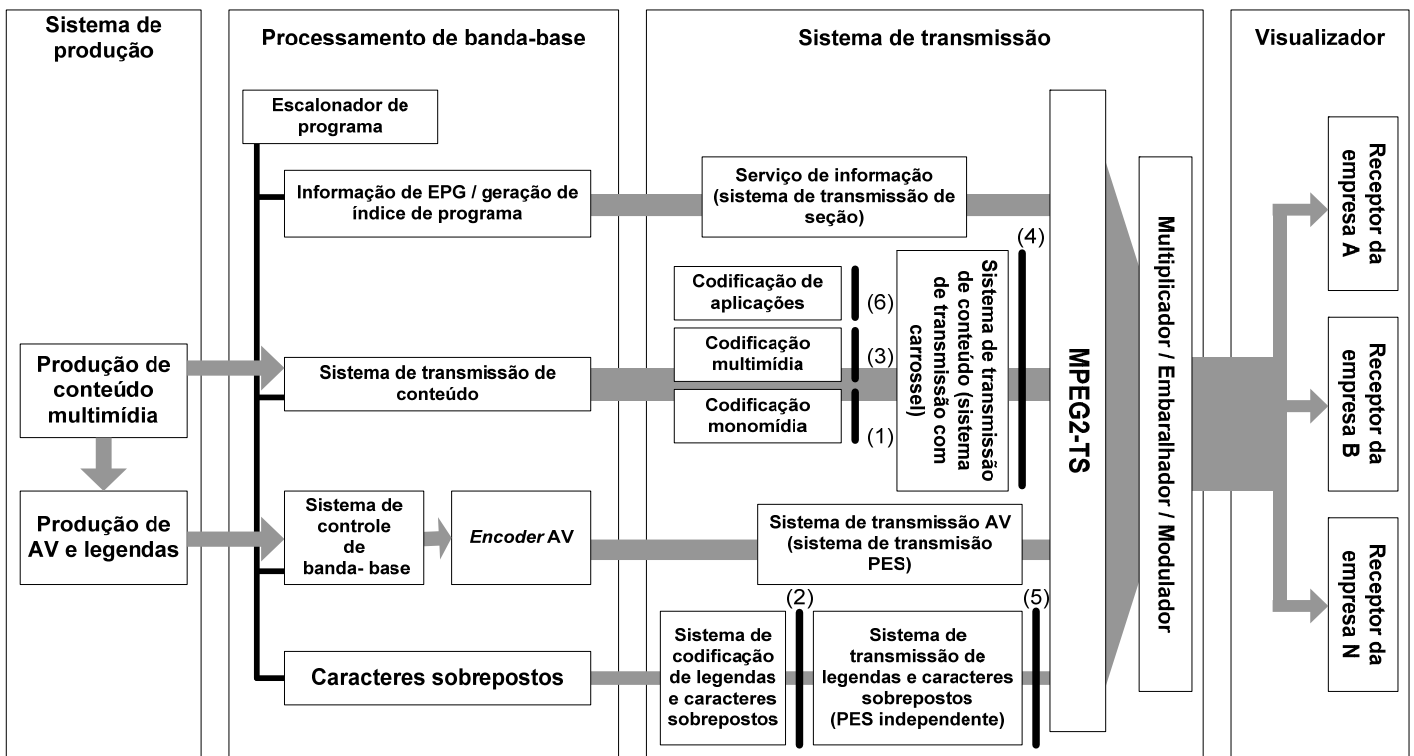 Sistema de
produção
Processamento de banda-base
Sistema de transmissão
Visualizador
Escalonador de
programa
Informação de EPG / geração de
índice de programa
Serviço de informação
(sistema de transmissão de
seção)
(4)
Codificação de
aplicações
(6)
Codificação
multimídia
(3)
Codificação
monomídia
(1)
Sistema de transmissão
de conteúdo (sistema
de transmissão com
carrossel)
Produção de
conteúdo
multimídia
Sistema de transmissão de
conteúdo
Produção de
AV e legendas
Sistema de
controle
de
banda- base
Encoder AV
Sistema de transmissão AV
(sistema de transmisão
PES)
(2)
(5)
Caracteres sobrepostos
Sistema de
codificação
de legendas
e caracteres
sobrepostos
Sistema de
transmissão de
legendas e caracteres
sobrepostos
(PES independente)
MPEG2-TS
Multiplicador / Embaralhador / Modulador
Receptor da
empresa A
Receptor da
empresa B
Receptor da
empresa N